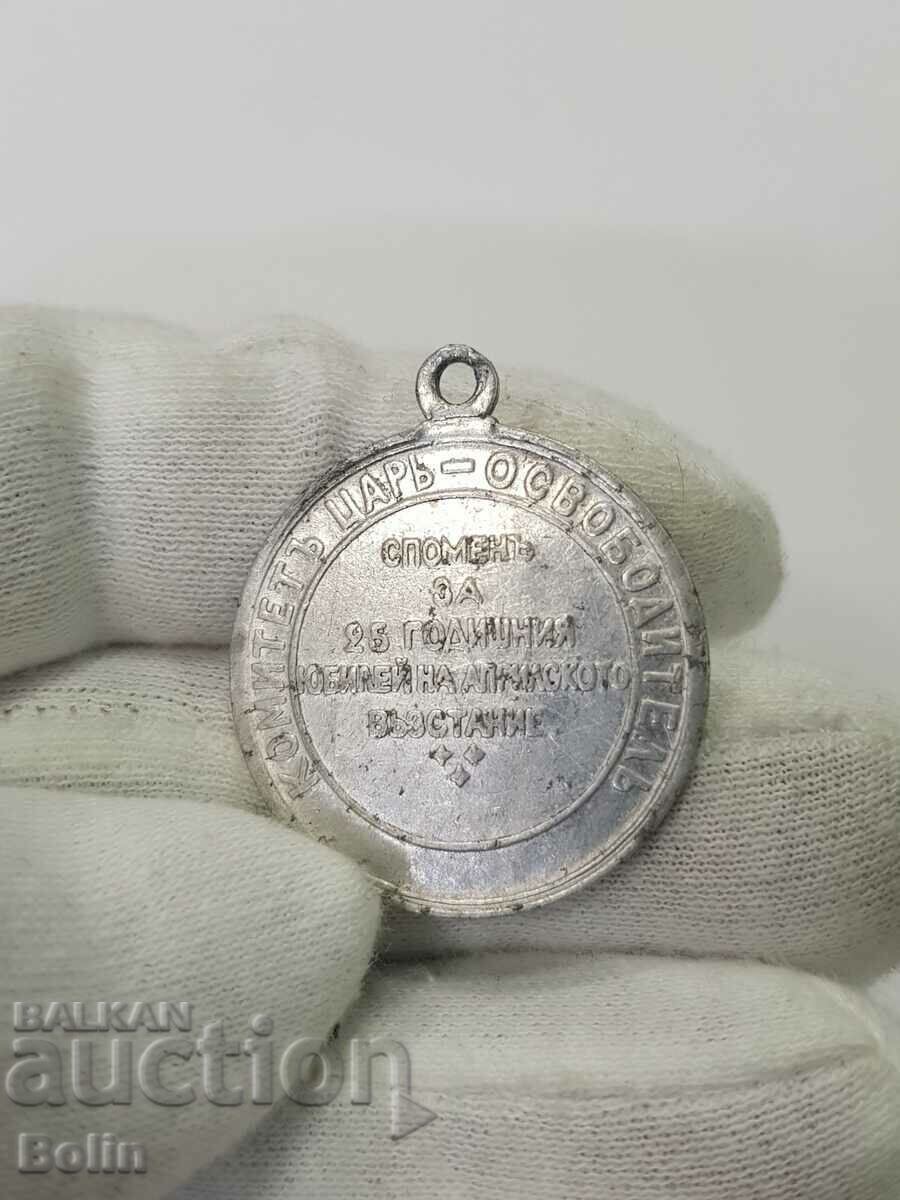 КОМИТЕТЪ ЦАРЬ – ОСВОБОДИТЕЛЬ
СПОМЕНЪ
ЗА
25 ГОДИШНИЯ
ЮБИЛЕЙ НА АПРИЛСКОТО
ВЪЗСТАНИЕ
BALKAN
auction
Bolin